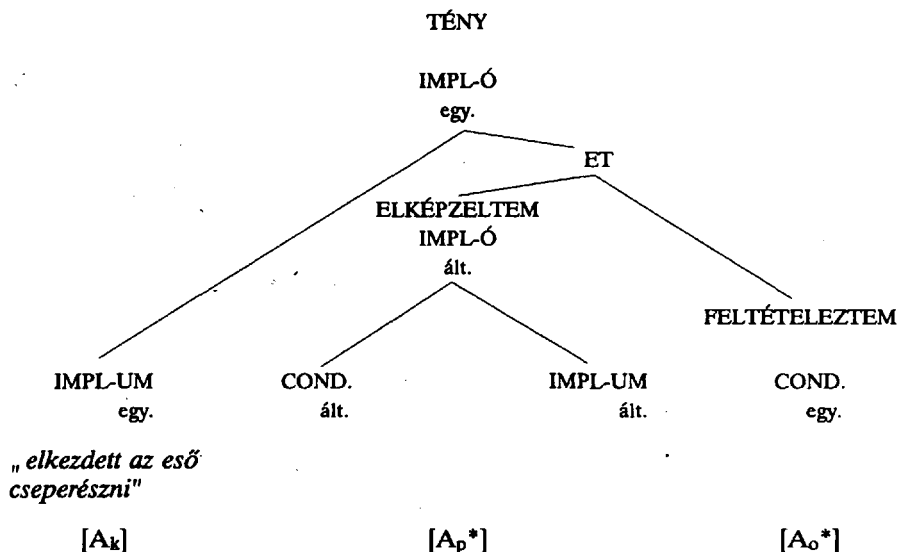 TÉNY
IMPL-Ó
egy.
ET
ELKÉPZELTEM
IMPL-Ó
ált.
FELTÉTELEZTEM
IMPL-UM COND. IMPL-UM COND.
egy. ált. ált. egy.
„elkezdett az eső
cseperészni"
[Ak] [Ap*] [Ao*]